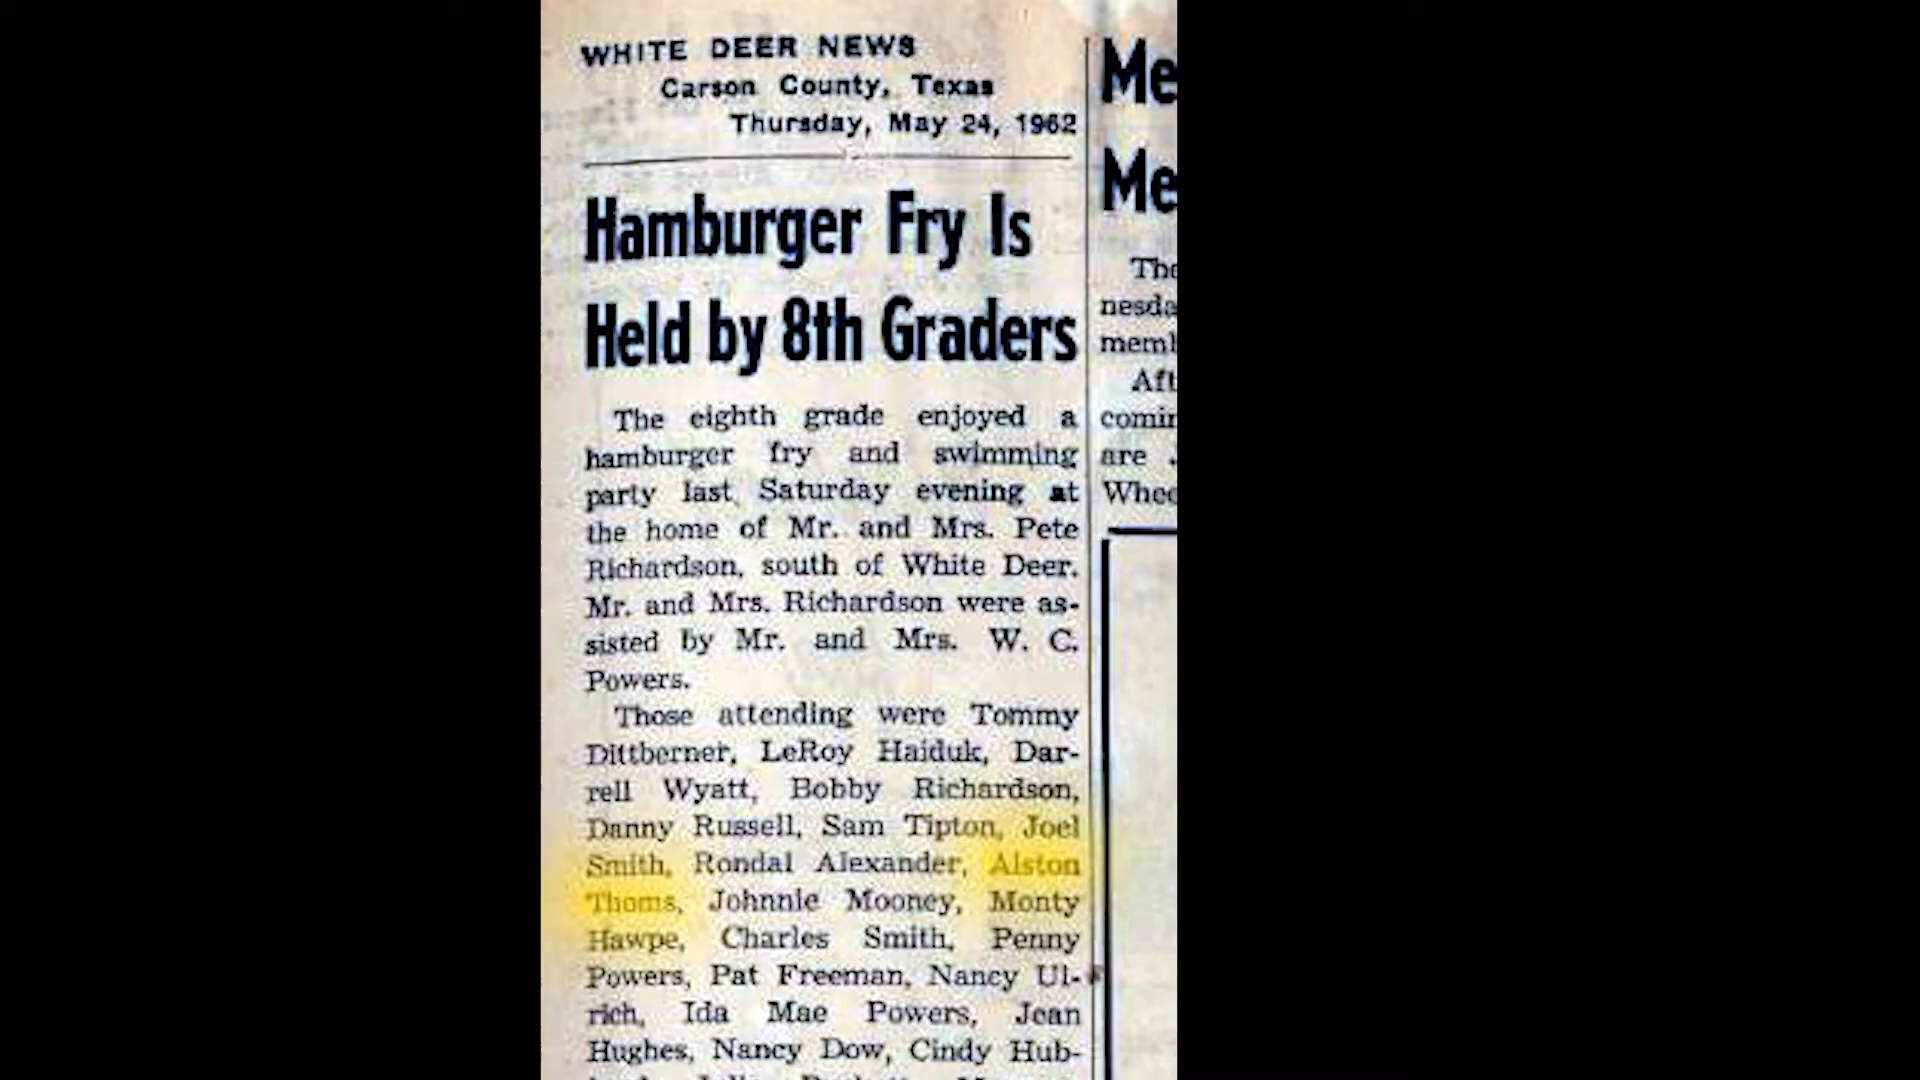 WHITE DEER NEWS
Carson County, Texas
Thursday, May 24, 1962
Hamburger Fry Is
Held by 8th Graders
The eighth grade enjoyed a
hamburger fry and swimming
party last Saturday evening at
the home of Mr. and Mrs. Pete
Richardson, south of White Deer.
Mr. and Mrs. Richardson were as-
sisted by Mr. and Mrs. W. C.
Powers.
Those attending were Tommy
Dittberner, LeRoy Haiduk, Dar-
rell Wyatt, Bobby Richardson,
Danny Russell, Sam Tipton, Joel
Smith, Rondal Alexander, Alston
Thoms, Johnnie Mooney, Monty
Hawpe, Charles Smith, Penny
Powers, Pat Freeman, Nancy Ul-
rich, Ida Mae Powers, Jean
Hughes, Nancy Dow, Cindy Hub-
Me
Me
The
nesda
memb
Aft
comin
are
Whee